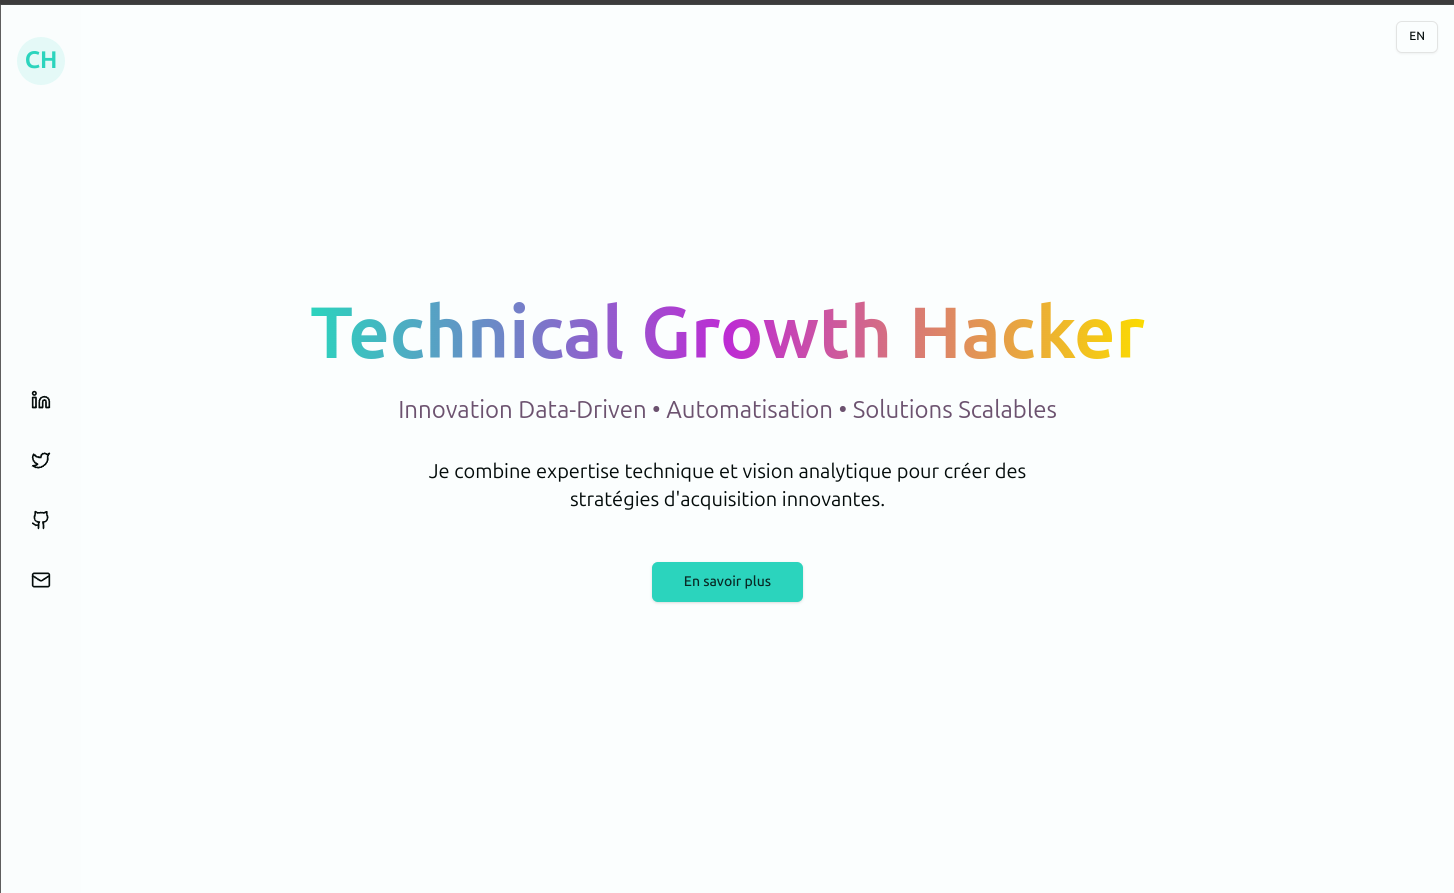 CH
EN
Technical Growth Hacker
Innovation Data-Driven • Automatisation • Solutions Scalables
Je combine expertise technique et vision analytique pour créer des
stratégies d'acquisition innovantes.
En savoir plus